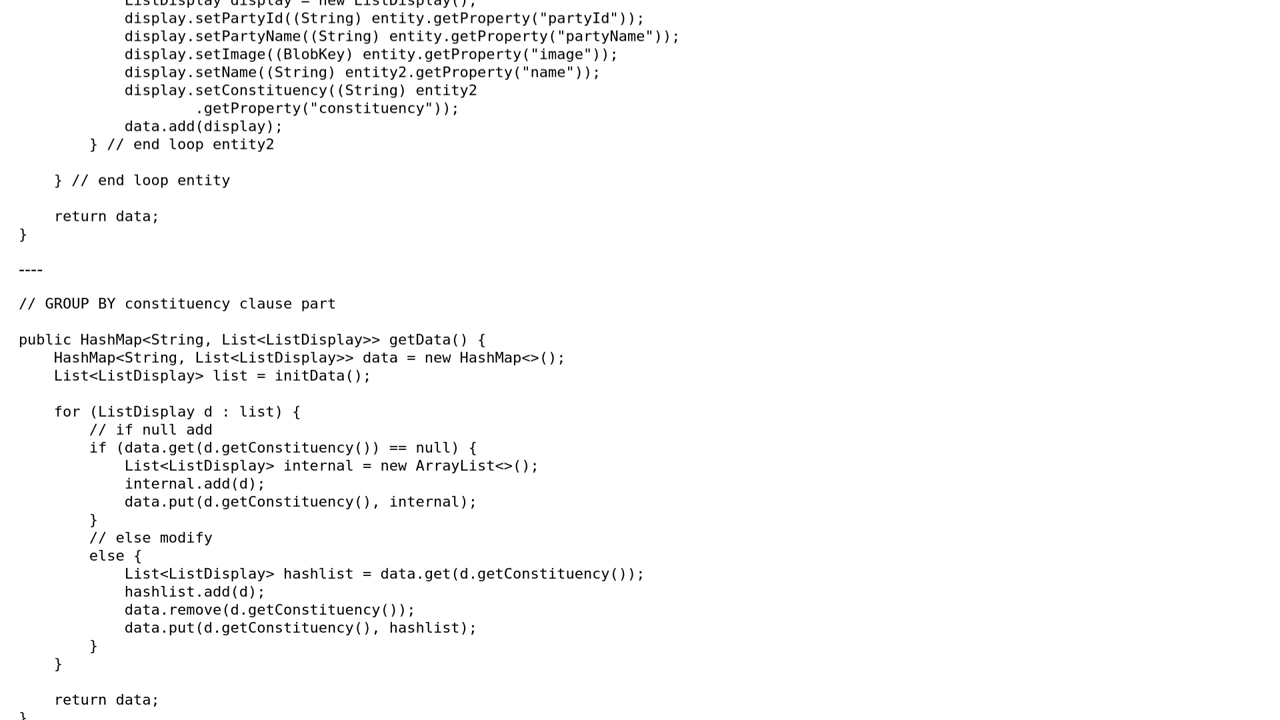 ListDisplay display = new ListDisplay();
            display.setPartyId((String) entity.getProperty("partyId"));
            display.setPartyName((String) entity.getProperty("partyName"));
            display.setImage((BlobKey) entity.getProperty("image"));
            display.setName((String) entity2.getProperty("name"));
            display.setConstituency((String) entity2
                    .getProperty("constituency"));
            data.add(display);
        } // end loop entity2

    } // end loop entity

    return data;
}

----

// GROUP BY constituency clause part

public HashMap<String, List<ListDisplay>> getData() {
    HashMap<String, List<ListDisplay>> data = new HashMap<>();
    List<ListDisplay> list = initData();

    for (ListDisplay d : list) {
        // if null add
        if (data.get(d.getConstituency()) == null) {
            List<ListDisplay> internal = new ArrayList<>();
            internal.add(d);
            data.put(d.getConstituency(), internal);
        }
        // else modify
        else {
            List<ListDisplay> hashlist = data.get(d.getConstituency());
            hashlist.add(d);
            data.remove(d.getConstituency());
            data.put(d.getConstituency(), hashlist);
        }
    }

    return data;
}